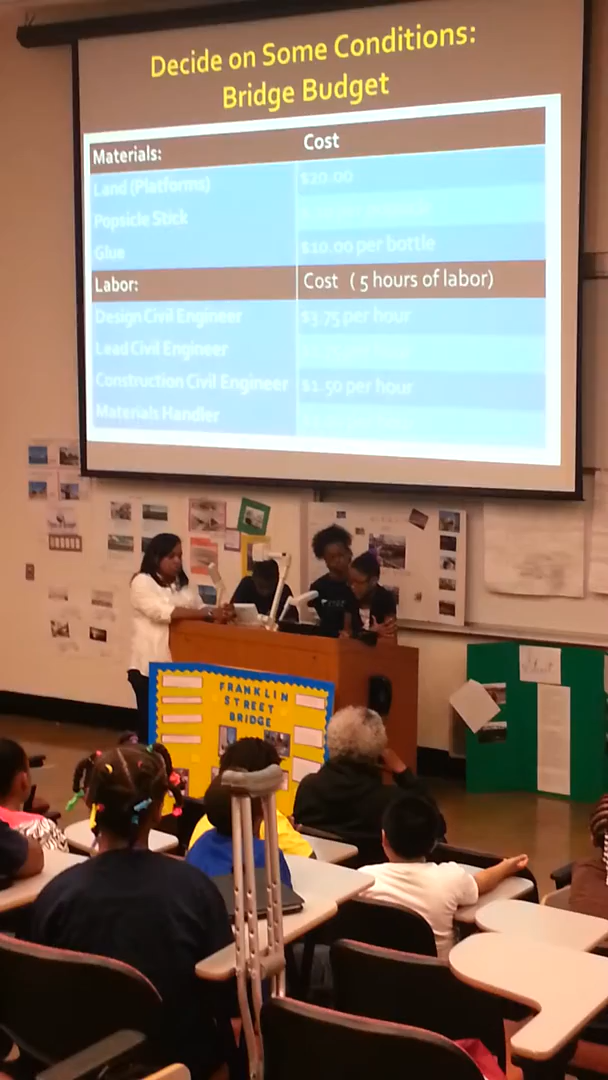 Decide on Some Conditions:
Bridge Budget
Materials: Cost
Land (Platforms) $20.00
Popsicle Stick
Glue $10.00 per bottle
Labor: Cost ( 5 hours of labor)
Design Civil Engineer $3.75 per hour
Lead Civil Engineer
Construction Civil Engineer $1.50 per hour
Materials Handler
FRANKLIN
STREET
BRIDGE